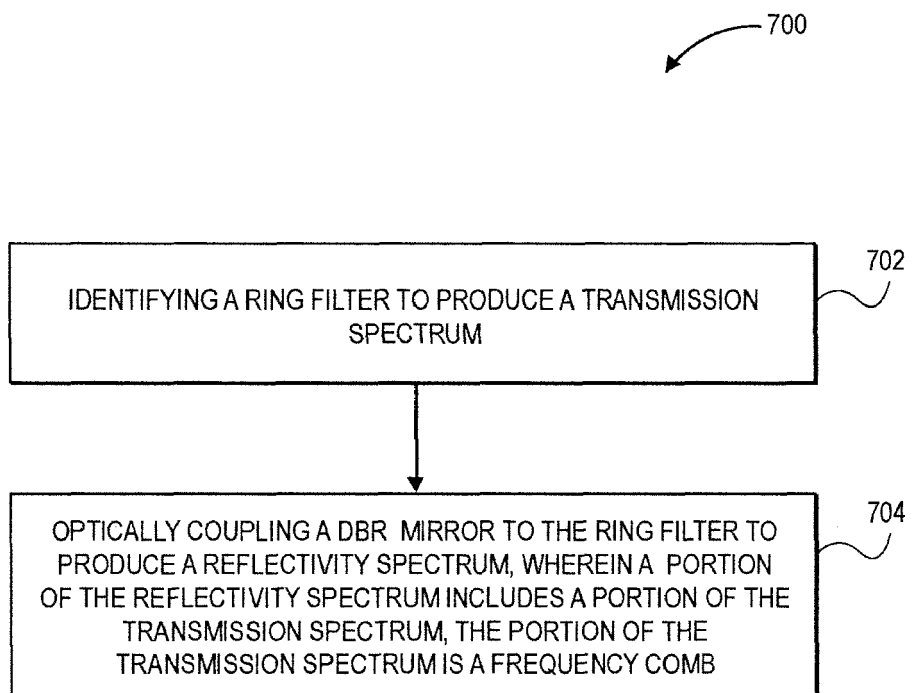 700
702
IDENTIFYING A RING FILTER TO PRODUCE A TRANSMISSION
SPECTRUM
704
OPTICALLY COUPLING A DBR MIRROR TO THE RING FILTER TO
PRODUCE A REFLECTIVITY SPECTRUM, WHEREIN A PORTION
OF THE REFLECTIVITY SPECTRUM INCLUDES A PORTION OF THE
TRANSMISSION SPECTRUM, THE PORTION OF THE
TRANSMISSION SPECTRUM IS A FREQUENCY COMB